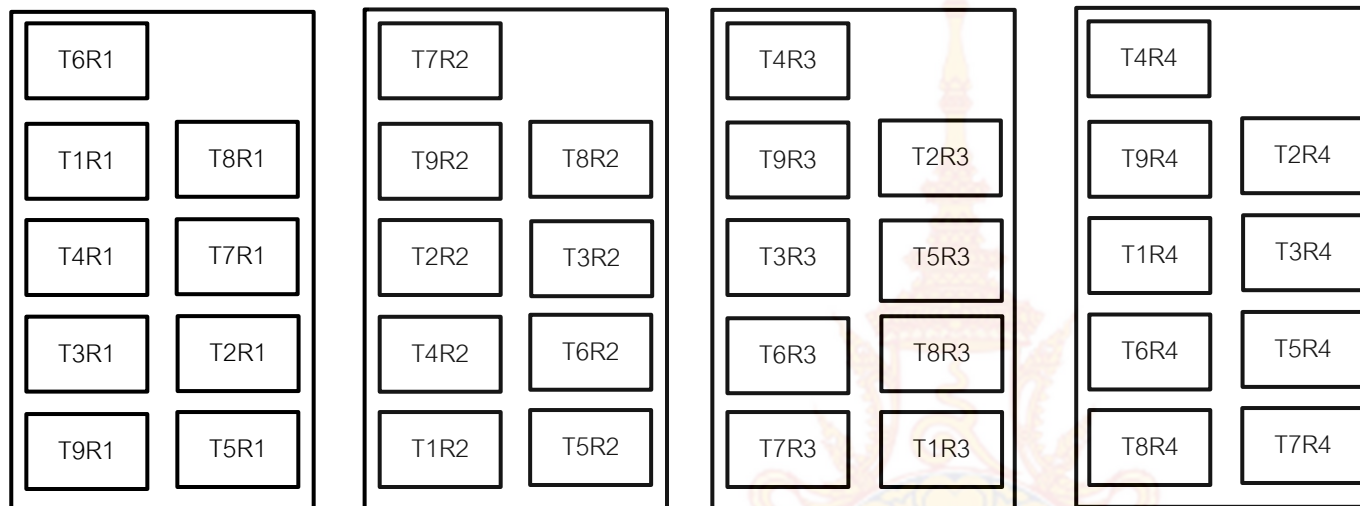 T6R1
T1R1 T8R1
T4R1 T7R1
T3R1 T2R1
T9R1 T5R1
T7R2
T9R2 T8R2
T2R2 T3R2
T4R2 T6R2
T1R2 T5R2
T4R3
T9R3 T2R3
T3R3 T5R3
T6R3 T8R3
T7R3 T1R3
T4R4
T9R4 T2R4
T1R4 T3R4
T6R4 T5R4
T8R4 T7R4